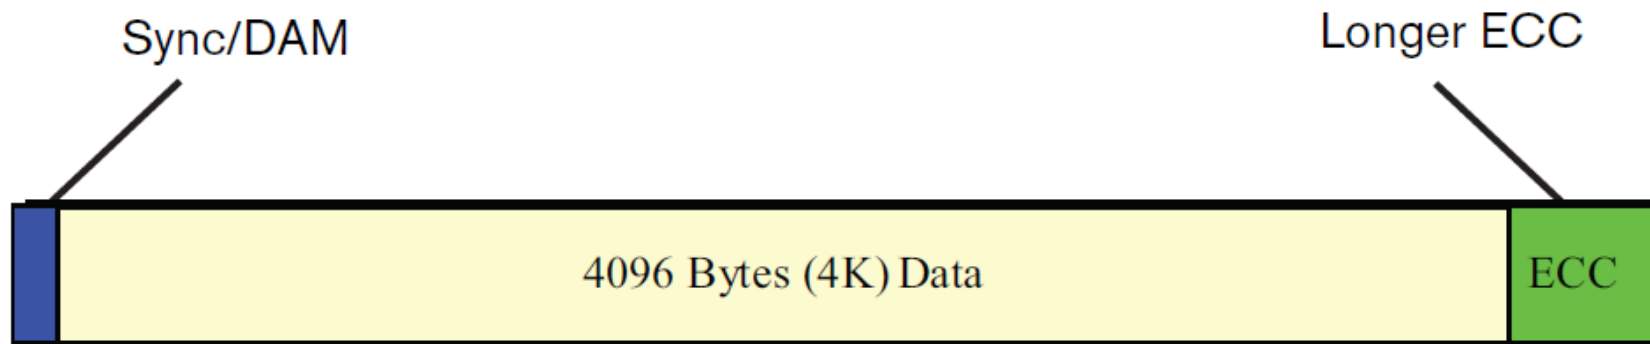 Sync/DAM
Longer ECC
4096 Bytes (4K) Data
ECC